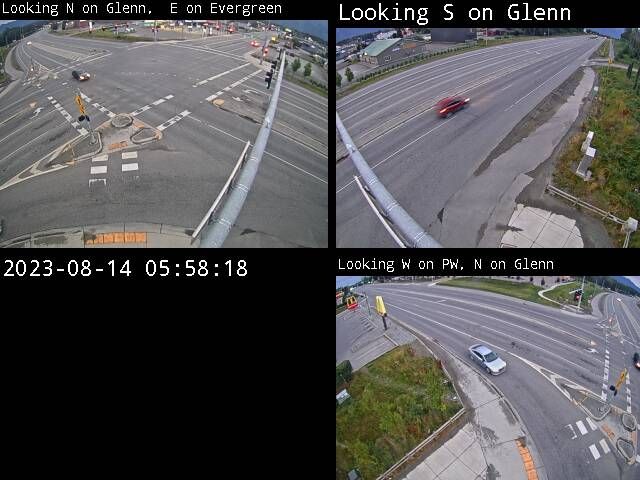 Looking N on Glenn,  E on Evergreen
Looking S on Glenn
2023-08-14 05:58:18
Looking W on PW, N on Glenn